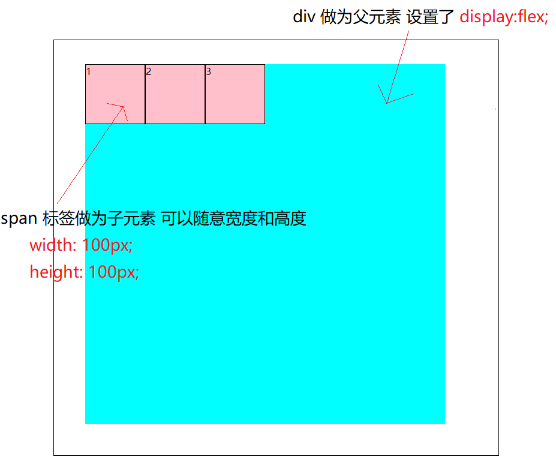 div 做为父元素 设置了 display:flex;
1 2 3
span 标签做为子元素 可以随意宽度和高度
width: 100px;
height: 100px;